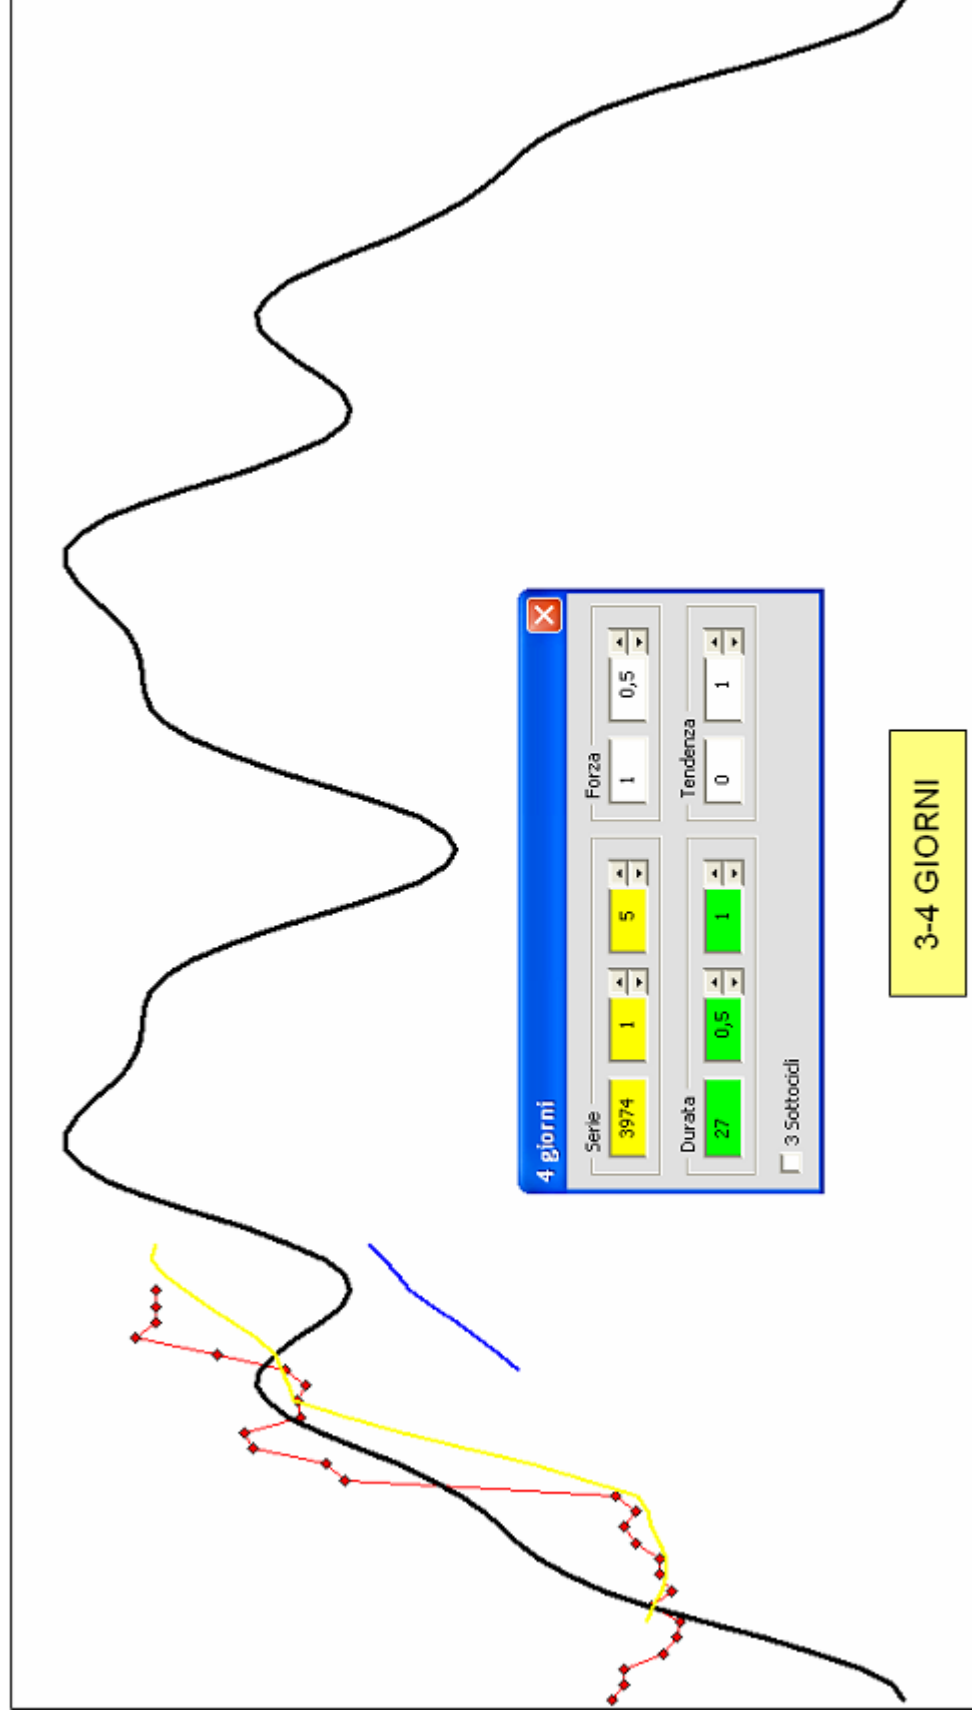 4 giorni
Serie
3974 1 5
Forza
1 0,5
Durata
27 0,5 1
Tendenza
0 1
3 Sottocicli
3-4 GIORNI